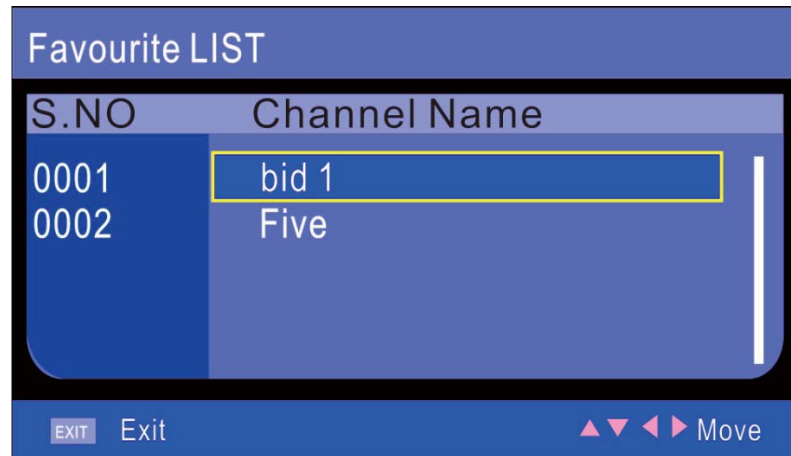 Favourite LIST
S.NO Channel Name
0001 bid 1
0002 Five
EXIT Exit Move